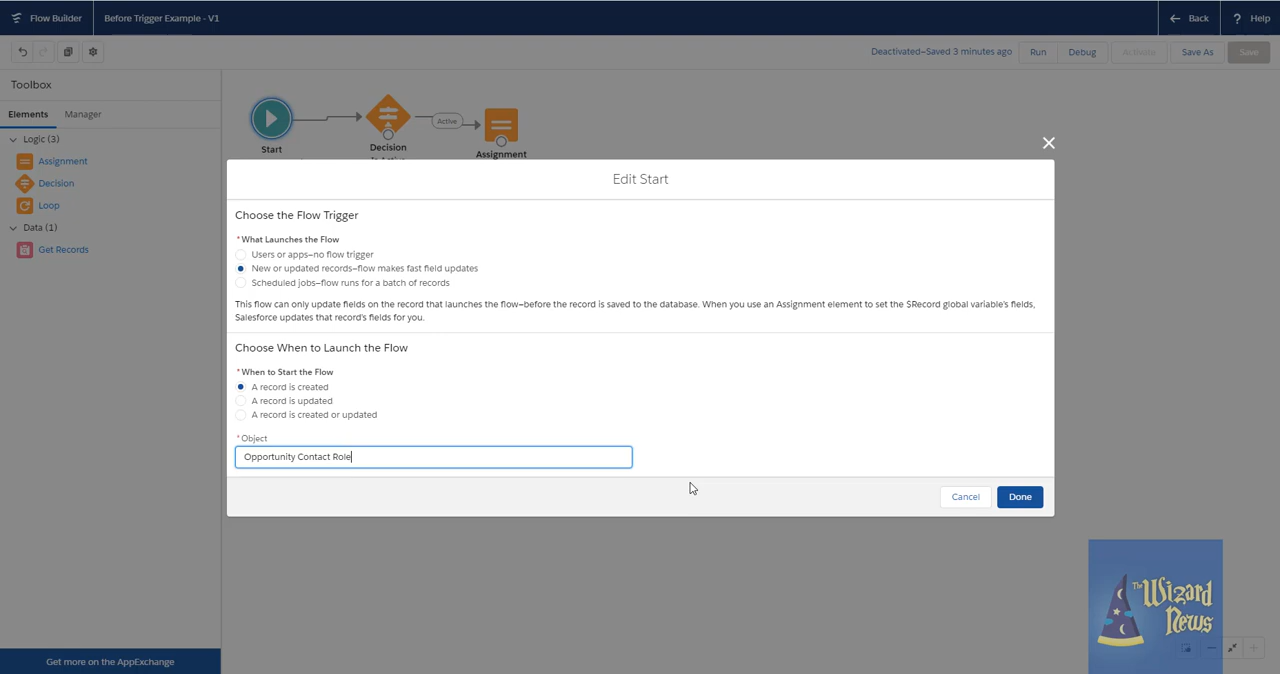 Flow Builder
Before Trigger Example - V1
Back
? Help
Deactivated—Saved 3 minutes ago
Run
Debug
Activate
Save As
Save
Toolbox
Elements
Manager
Logic (3)
Assignment
Decision
Loop
Data (1)
Get Records
Start
Decision
Active
Assignment
Edit Start
Choose the Flow Trigger
*What Launches the Flow
Users or apps—no flow trigger
New or updated records—flow makes fast field updates
Scheduled jobs—flow runs for a batch of records
This flow can only update fields on the record that launches the flow—before the record is saved to the database. When you use an Assignment element to set the $Record global variable's fields,
Salesforce updates that record's fields for you.
Choose When to Launch the Flow
*When to Start the Flow
A record is created
A record is updated
A record is created or updated
*Object
Opportunity Contact Role
Cancel
Done
The Wizard
News
Get more on the AppExchange